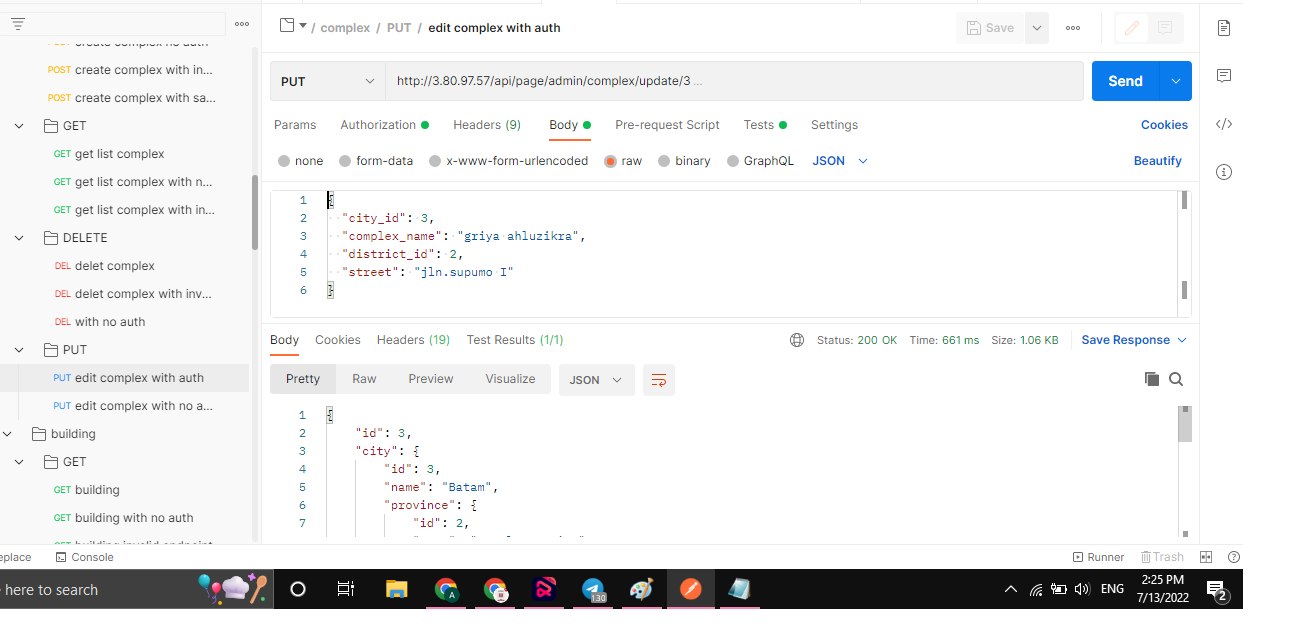 POST create complex no auth
POST create complex with in...
POST create complex with sa...
GET
GET get list complex
GET get list complex with n...
GET get list complex with in...
DELETE
DEL delet complex
DEL delet complex with inv...
DEL with no auth
PUT
PUT edit complex with auth
PUT edit complex with no a...
building
GET
GET building
GET building with no auth
GET building invalid endpoint
/ complex / PUT / edit complex with auth
Save
PUT
http://3.80.97.57/api/page/admin/complex/update/3 ...
Send
Params Authorization Headers (9) Body Pre-request Script Tests Settings Cookies
none form-data x-www-form-urlencoded raw binary GraphQL JSON Beautify
1 {
2 "city_id": 3,
3 "complex_name": "griya ahluzikra",
4 "district_id": 2,
5 "street": "jln.supumo I"
6 }
Body Cookies Headers (19) Test Results (1/1) Status: 200 OK Time: 661 ms Size: 1.06 KB Save Response
Pretty Raw Preview Visualize JSON
1 {
2 "id": 3,
3 "city": {
4 "id": 3,
5 "name": "Batam",
6 "province": {
7 "id": 2,
eplace Console Runner Trash
here to search
A
130
ENG
2:25 PM
7/13/2022
2